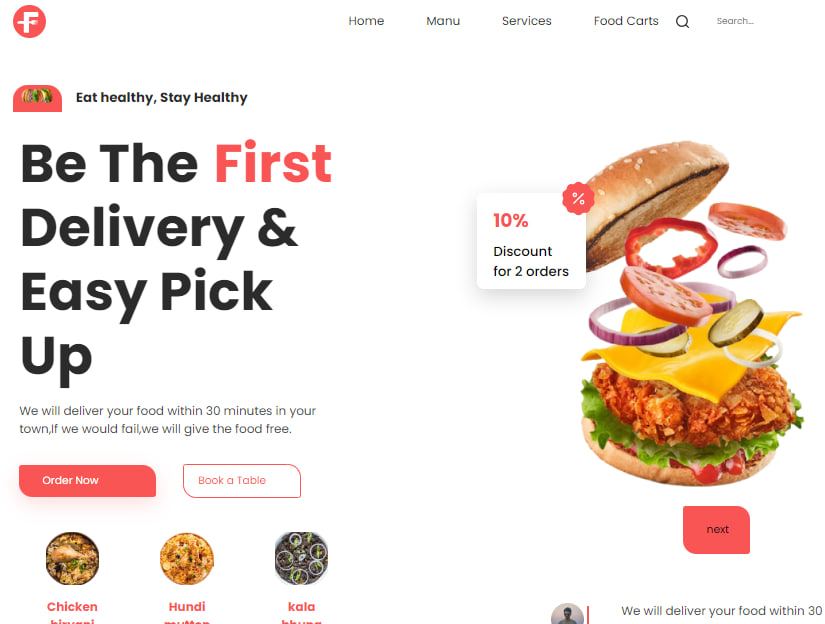 F
Home Manu Services Food Carts Search...
Eat healthy, Stay Healthy
Be The First
Delivery &
Easy Pick
Up
10%
%
Discount
for 2 orders
We will deliver your food within 30 minutes in your
town,If we would fail,we will give the food free.
Order Now Book a Table
next
Chicken Hundi kala
biryani mutton bhuna
We will deliver your food within 30